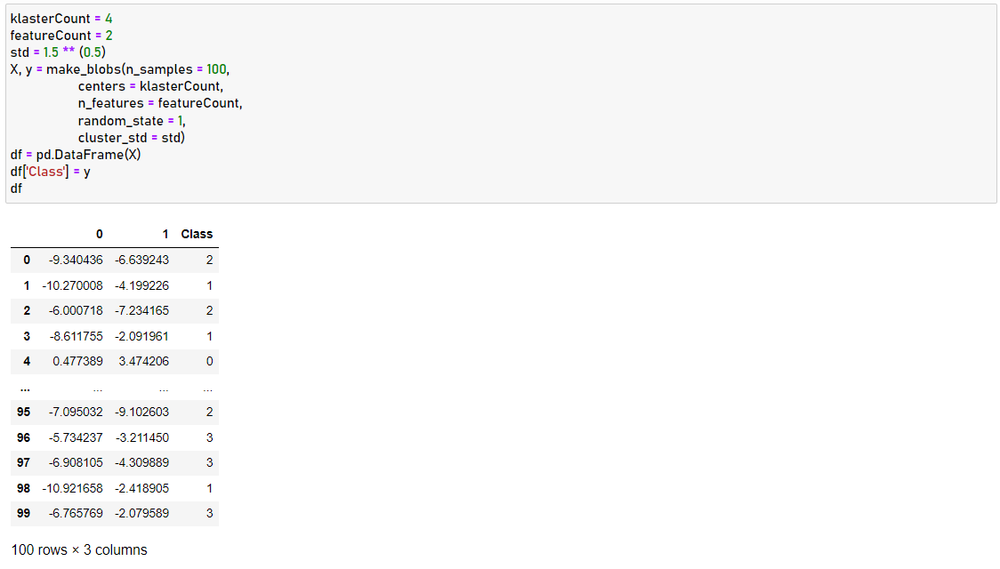 klasterCount = 4
featureCount = 2
std = 1.5 ** (0.5)
X, y = make_blobs(n_samples = 100,
centers = klasterCount,
n_features = featureCount,
random_state = 1,
cluster_std = std)
df = pd.DataFrame(X)
df['Class'] = y
df
0 1 Class
0 -9.340436 -6.639243 2
1 -10.270008 -4.199226 1
2 -6.000718 -7.234165 2
3 -8.611755 -2.091961 1
4 0.477389 3.474206 0
... ... ... ...
95 -7.095032 -9.102603 2
96 -5.734237 -3.211450 3
97 -6.908105 -4.309889 3
98 -10.921658 -2.418905 1
99 -6.765769 -2.079589 3
100 rows × 3 columns